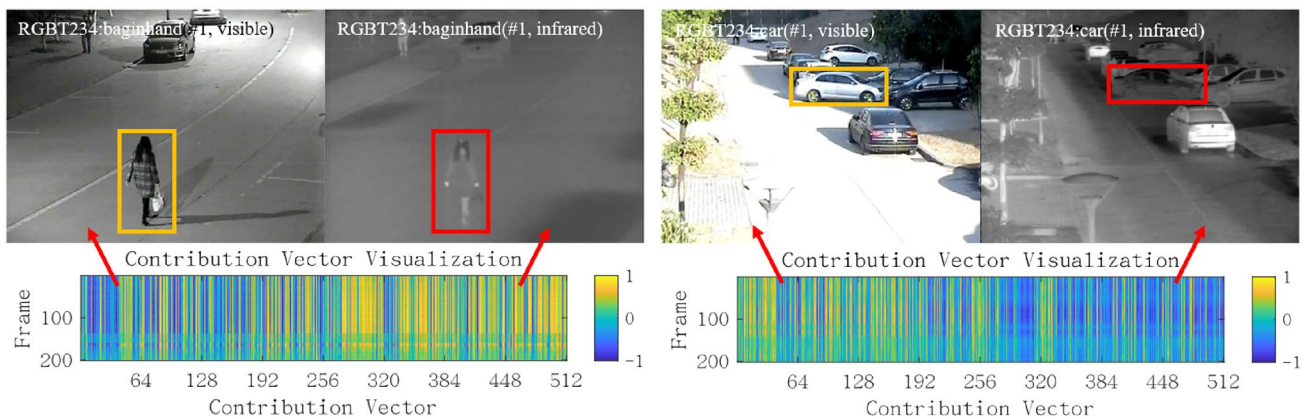 RGBT234:baginhand(#1, visible)
RGBT234:baginhand(#1, infrared)
RGBT234:car(#1, visible)
RGBT234:car(#1, infrared)
Contribution Vector Visualization
Frame
100
200
64 128 192 256 320 384 448 512
Contribution Vector
1
0
-1
Contribution Vector Visualization
Frame
100
200
64 128 192 256 320 384 448 512
Contribution Vector
1
0
-1